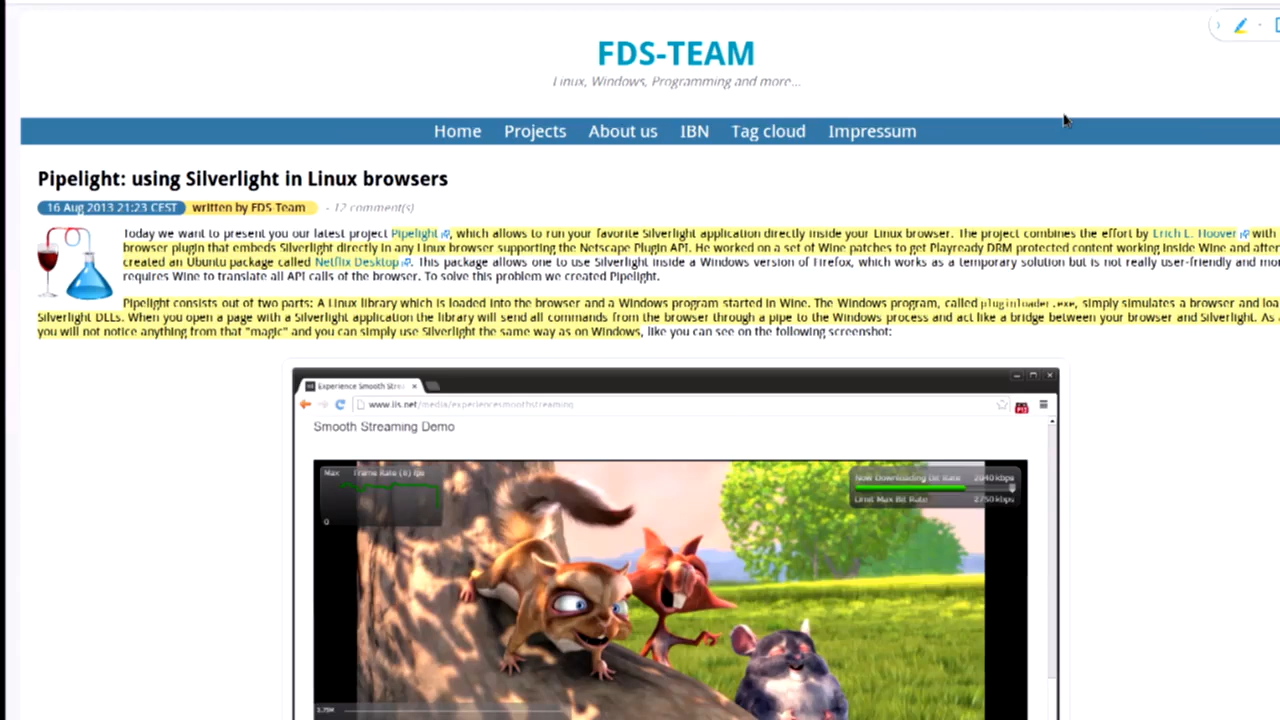 FDS-TEAM
Linux, Windows, Programming and more...
Home Projects About us IBN Tag cloud Impressum
Pipelight: using Silverlight in Linux browsers
16 Aug 2013 21:23 CEST written by FDS-Team - 12 comment(s)
Today we want to present you our latest project Pipelight, which allows to run your favorite Silverlight application directly inside your Linux browser. The project combines the effort by Erich E. Hoover with
browser plugin that embeds Silverlight directly in any Linux browser supporting the Netscape Plugin API. He worked on a set of Wine patches to get Playready DRM protected content working inside Wine and after
created an Ubuntu package called Netflix Desktop. This package allows one to use Silverlight inside a Windows version of Firefox, which works as a temporary solution but is not really user-friendly and
requires Wine to translate all API calls of the browser. To solve this problem we created Pipelight.
Pipelight consists out of two parts: A Linux library which is loaded into the browser and a Windows program started in Wine. The Windows program, called pluginloader.exe, simply simulates a browser and
Silverlight DLLs. When you open a page with a Silverlight application the library will send all commands from the browser through a pipe to the Windows process and act like a bridge between your browser and Silverlight. As
you will not notice anything from that "magic" and you can simply use Silverlight the same way as on Windows, like you can see on the following screenshot:
Experience Smooth Stre
www.iis.net/media/experiencesmoothstreaming
Smooth Streaming Demo
Max Frame Rate (8) fps
0
Now Downloading Bit Rate 2040 kbps
Limit Max Bit Rate 2750 kbps